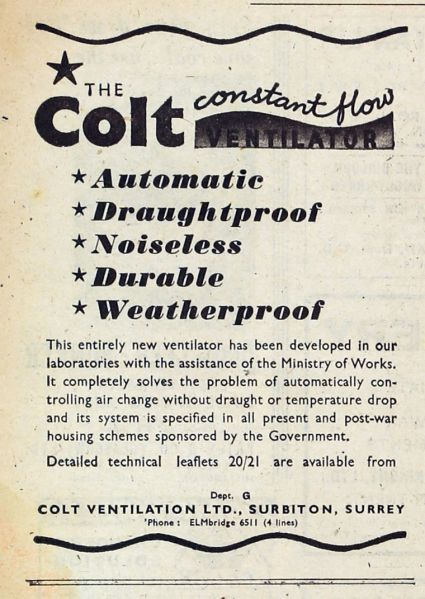 THE
Colt constant flow
VENTILATOR
★ Automatic
★ Draughtproof
★ Noiseless
★ Durable
★ Weatherproof
This entirely new ventilator has been developed in our
laboratories with the assistance of the Ministry of Works.
It completely solves the problem of automatically con-
trolling air change without draught or temperature drop
and its system is specified in all present and post-war
housing schemes sponsored by the Government.
Detailed technical leaflets 20/21 are available from
Dept. G
COLT VENTILATION LTD., SURBITON, SURREY
'Phone : ELMbridge 6511 (4 lines)